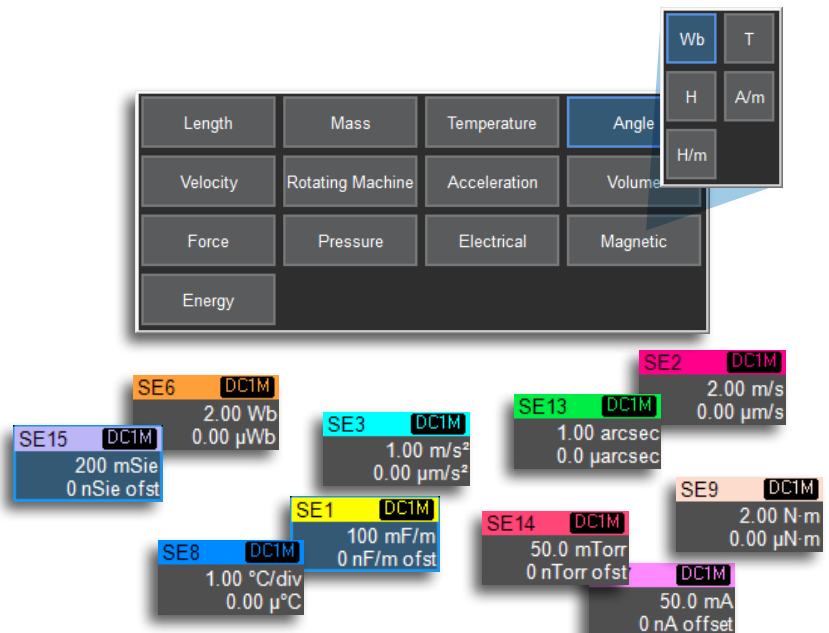 Wb T
H A/m
H/m
Length Mass Temperature Angle
Velocity Rotating Machine Acceleration Volume
Force Pressure Electrical Magnetic
Energy
SE2 DC1M
2.00 m/s
0.00 µm/s
SE6 DC1M
2.00 Wb
0.00 µWb
SE13 DC1M
1.00 arcsec
0.0 µarcsec
SE3 DC1M
1.00 m/s²
0.00 µm/s²
SE15 DC1M
200 mSie
0 nSie ofst
SE9 DC1M
2.00 N·m
0.00 µN·m
SE1 DC1M
100 mF/m
0 nF/m ofst
SE14 DC1M
50.0 mTorr
0 nTorr ofst
SE8 DC1M
1.00 °C/div
0.00 µ°C
DC1M
50.0 mA
0 nA offset